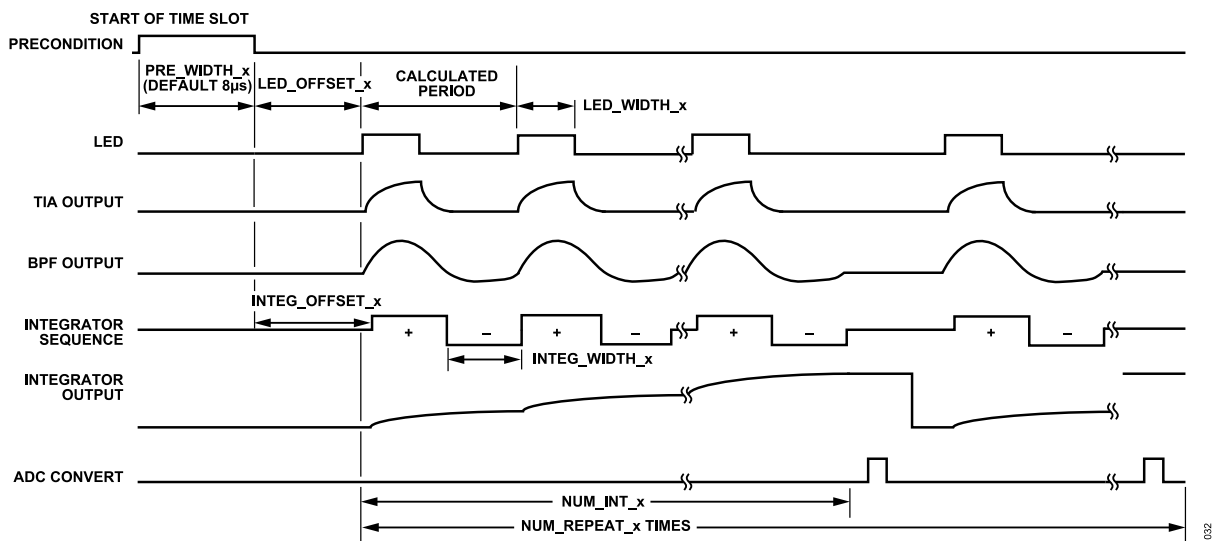 START OF TIME SLOT
PRECONDITION
PRE_WIDTH_x
(DEFAULT 8µs)
LED_OFFSET_x
CALCULATED
PERIOD
LED_WIDTH_x
LED
TIA OUTPUT
BPF OUTPUT
INTEG_OFFSET_x
INTEGRATOR
SEQUENCE
+ – + – + – + –
INTEG_WIDTH_x
INTEGRATOR
OUTPUT
ADC CONVERT
NUM_INT_x
NUM_REPEAT_x TIMES
032